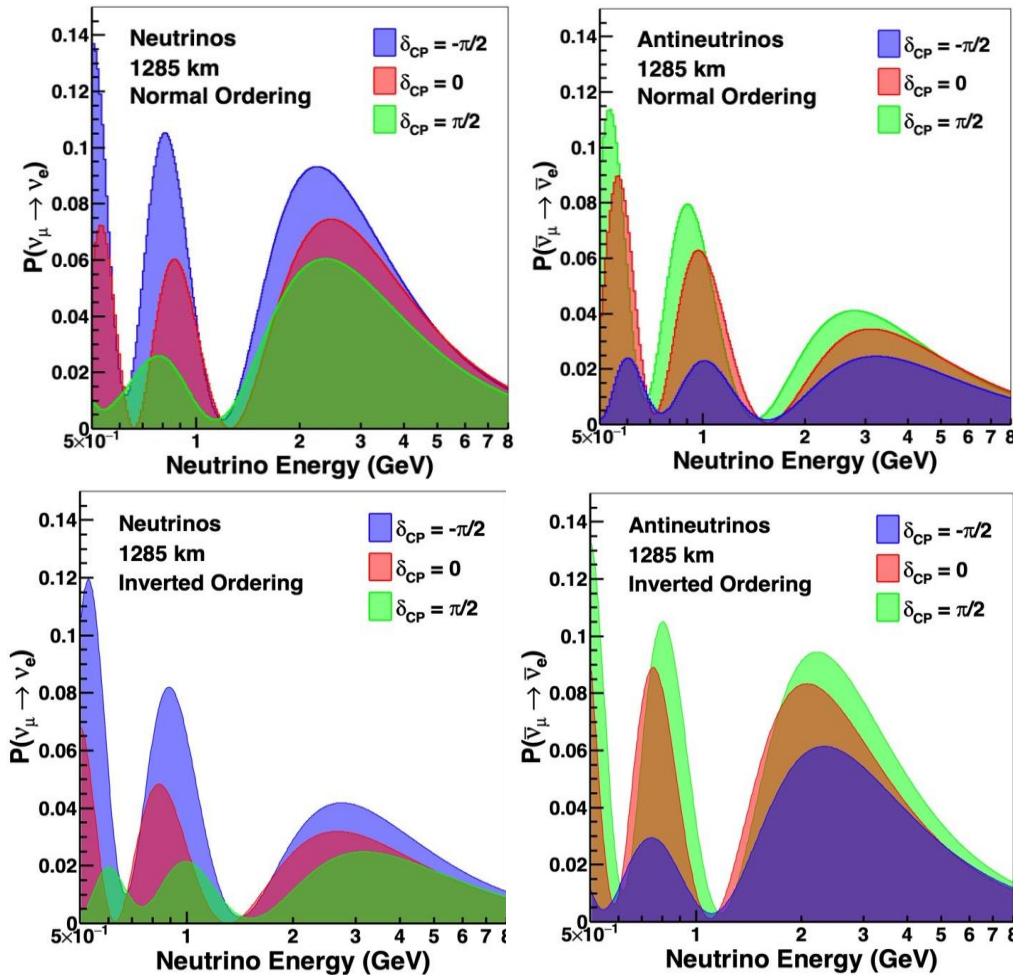 0.14
0.12
0.1
0.08
0.06
0.04
0.02
0
P(νμ → νe)
Neutrinos
1285 km
Normal Ordering
δCP = -π/2
δCP = 0
δCP = π/2
5×10⁻¹ 1 2 3 4 5 6 7 8
Neutrino Energy (GeV)
0.14
0.12
0.1
0.08
0.06
0.04
0.02
0
P(ν̄μ → ν̄e)
Antineutrinos
1285 km
Normal Ordering
δCP = -π/2
δCP = 0
δCP = π/2
5×10⁻¹ 1 2 3 4 5 6 7 8
Neutrino Energy (GeV)
0.14
0.12
0.1
0.08
0.06
0.04
0.02
0
P(νμ → νe)
Neutrinos
1285 km
Inverted Ordering
δCP = -π/2
δCP = 0
δCP = π/2
5×10⁻¹ 1 2 3 4 5 6 7 8
Neutrino Energy (GeV)
0.14
0.12
0.1
0.08
0.06
0.04
0.02
0
P(ν̄μ → ν̄e)
Antineutrinos
1285 km
Inverted Ordering
δCP = -π/2
δCP = 0
δCP = π/2
5×10⁻¹ 1 2 3 4 5 6 7 8
Neutrino Energy (GeV)